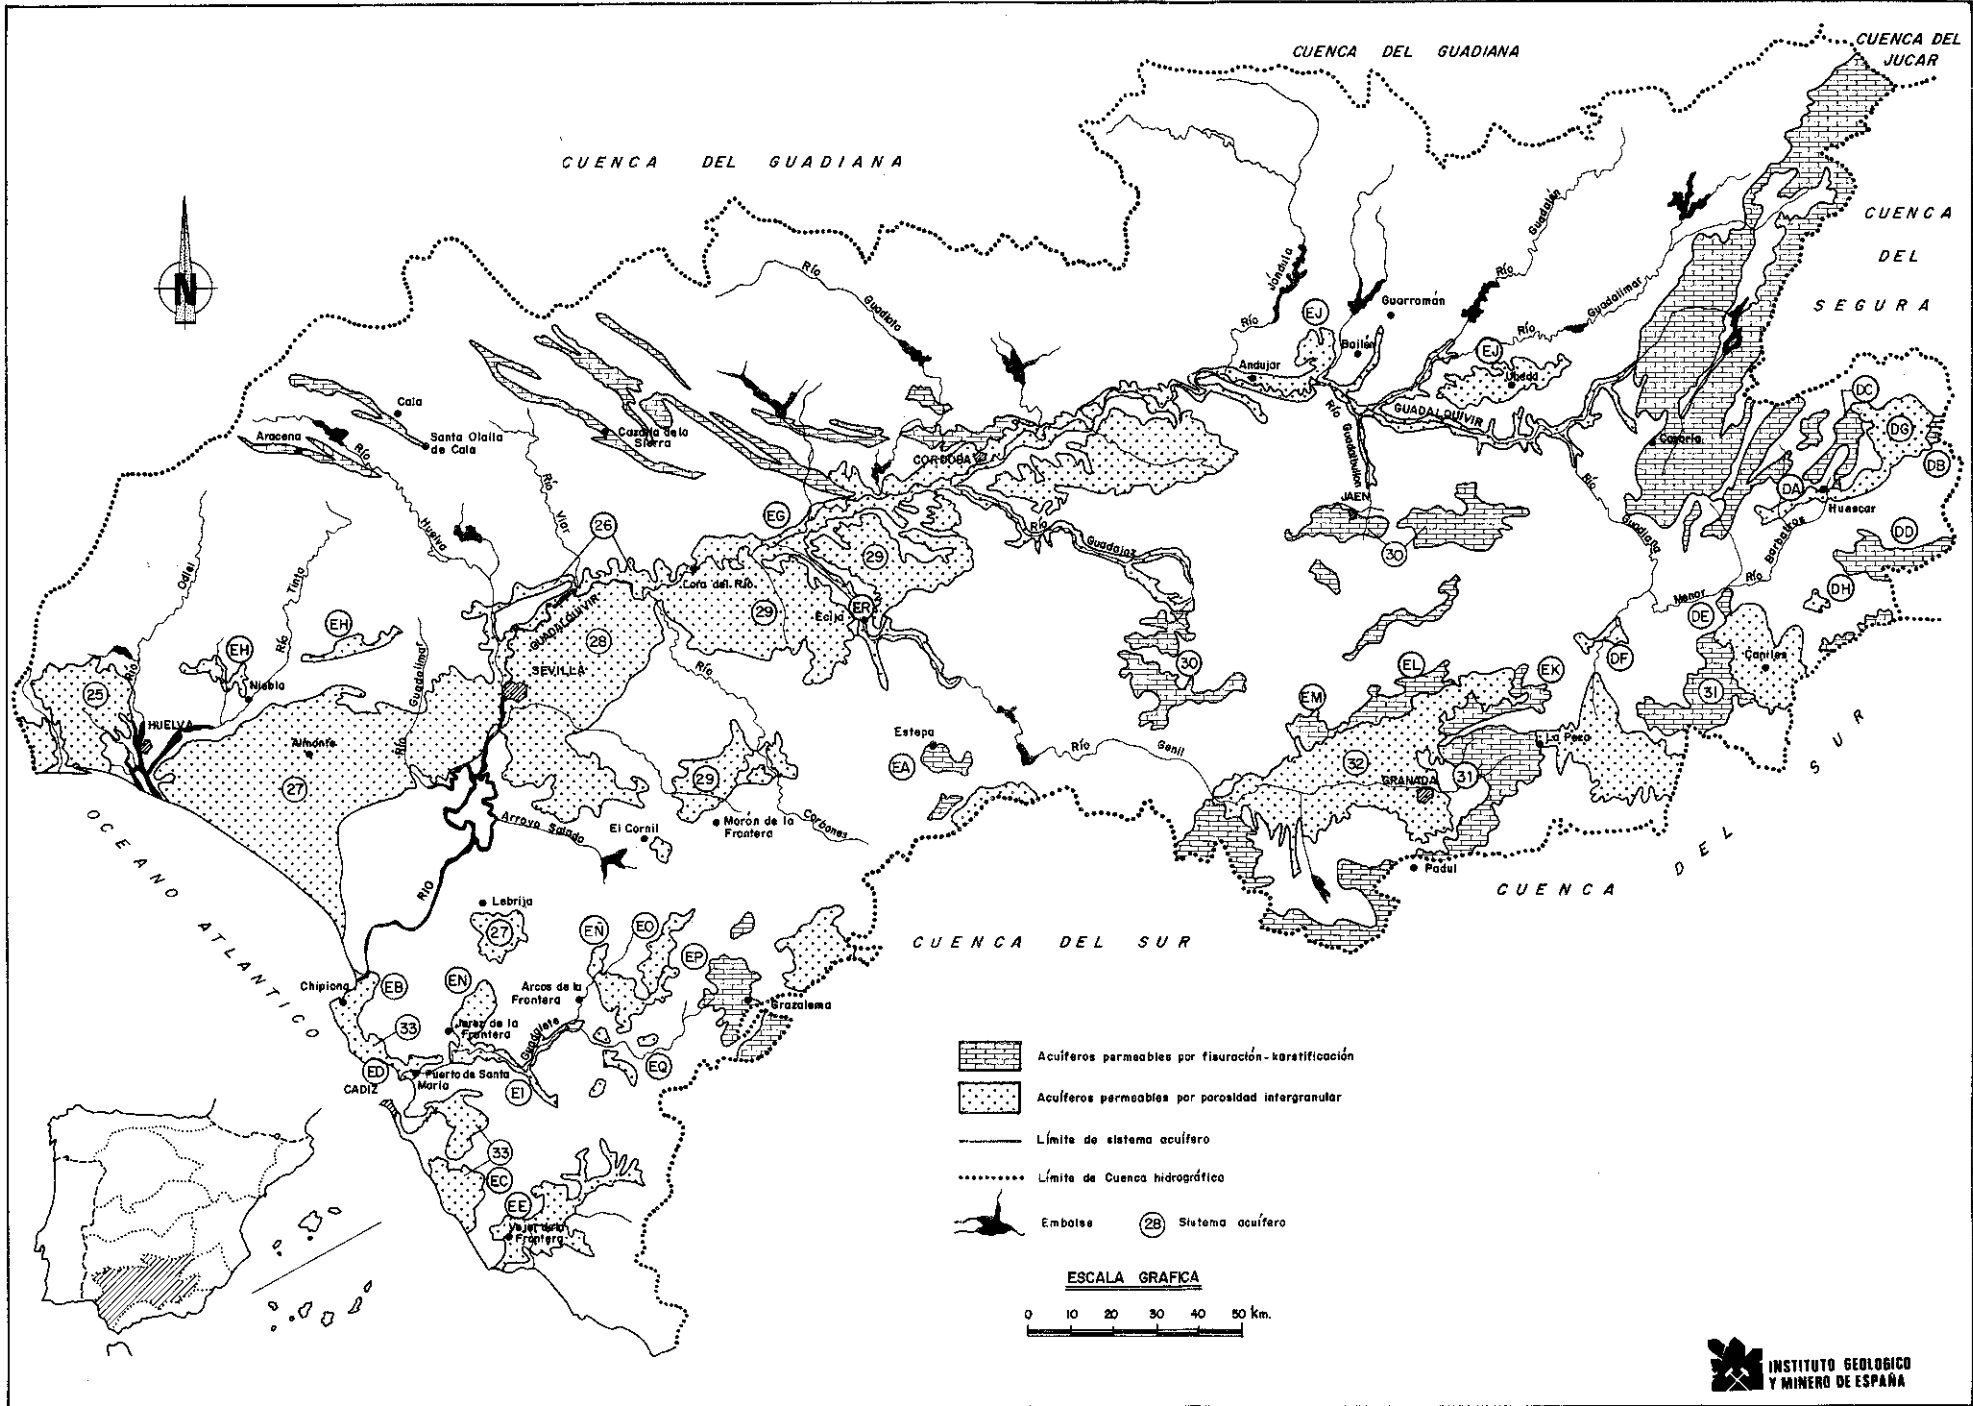 CUENCA DEL GUADIANA
CUENCA DEL
JUCAR
CUENCA DEL GUADIANA
CUENCA
DEL
SEGURA
N
Río
Guadiato
Río
Jándula
Guarromán
EJ
Bailén
Andujar
Río
Guadalén
Río
Guadalimar
EJ
Ubeda
GUADALQUIVIR
Río
Guadalbullon
JAEN
30
Cazorla
Río
Guadiana
Menor
DC
DG
DB
DA
Huescar
DD
Río
Barbatas
DH
DE
DF
Caniles
31
Cala
Santa Olalla
de Cala
Aracena
Río
Huelva
Cazalla de la
Sierra
Río
Viar
26
CORDOBA
EG
29
Río
Guadajoz
Lora del Río
29
Ecija
ER
GUADALQUIVIR
28
SEVILLA
Río
Corbones
Odiel
Río
Tinto
Río
EH
EH
Niebla
25
HUELVA
Almonte
27
Guadalimar
Río
30
EL
EK
EM
La Peza
32
GRANADA
31
Padul
Estepa
EA
Río
Genil
29
Morón de la
Frontera
El Cornil
Arroyo Salado
RIO
OCEANO ATLANTICO
CUENCA
DEL
SUR
CUENCA DEL SUR
Lebrija
27
EÑ
EO
EP
Chipiona
EB
EN
Arcos de la
Frontera
Grazalema
33
Jerez de la
Frontera
Guadalete
ED
Puerto de Santa
María
EI
EQ
CADIZ
33
EC
EE
Vejer de la
Frontera
Acuíferos permeables por fisuración-karstificación
Acuíferos permeables por porosidad intergranular
Límite de sistema acuífero
Límite de Cuenca hidrográfica
Embalse
28
Sistema acuífero
ESCALA GRAFICA
0 10 20 30 40 50 km.
INSTITUTO GEOLOGICO
Y MINERO DE ESPAÑA